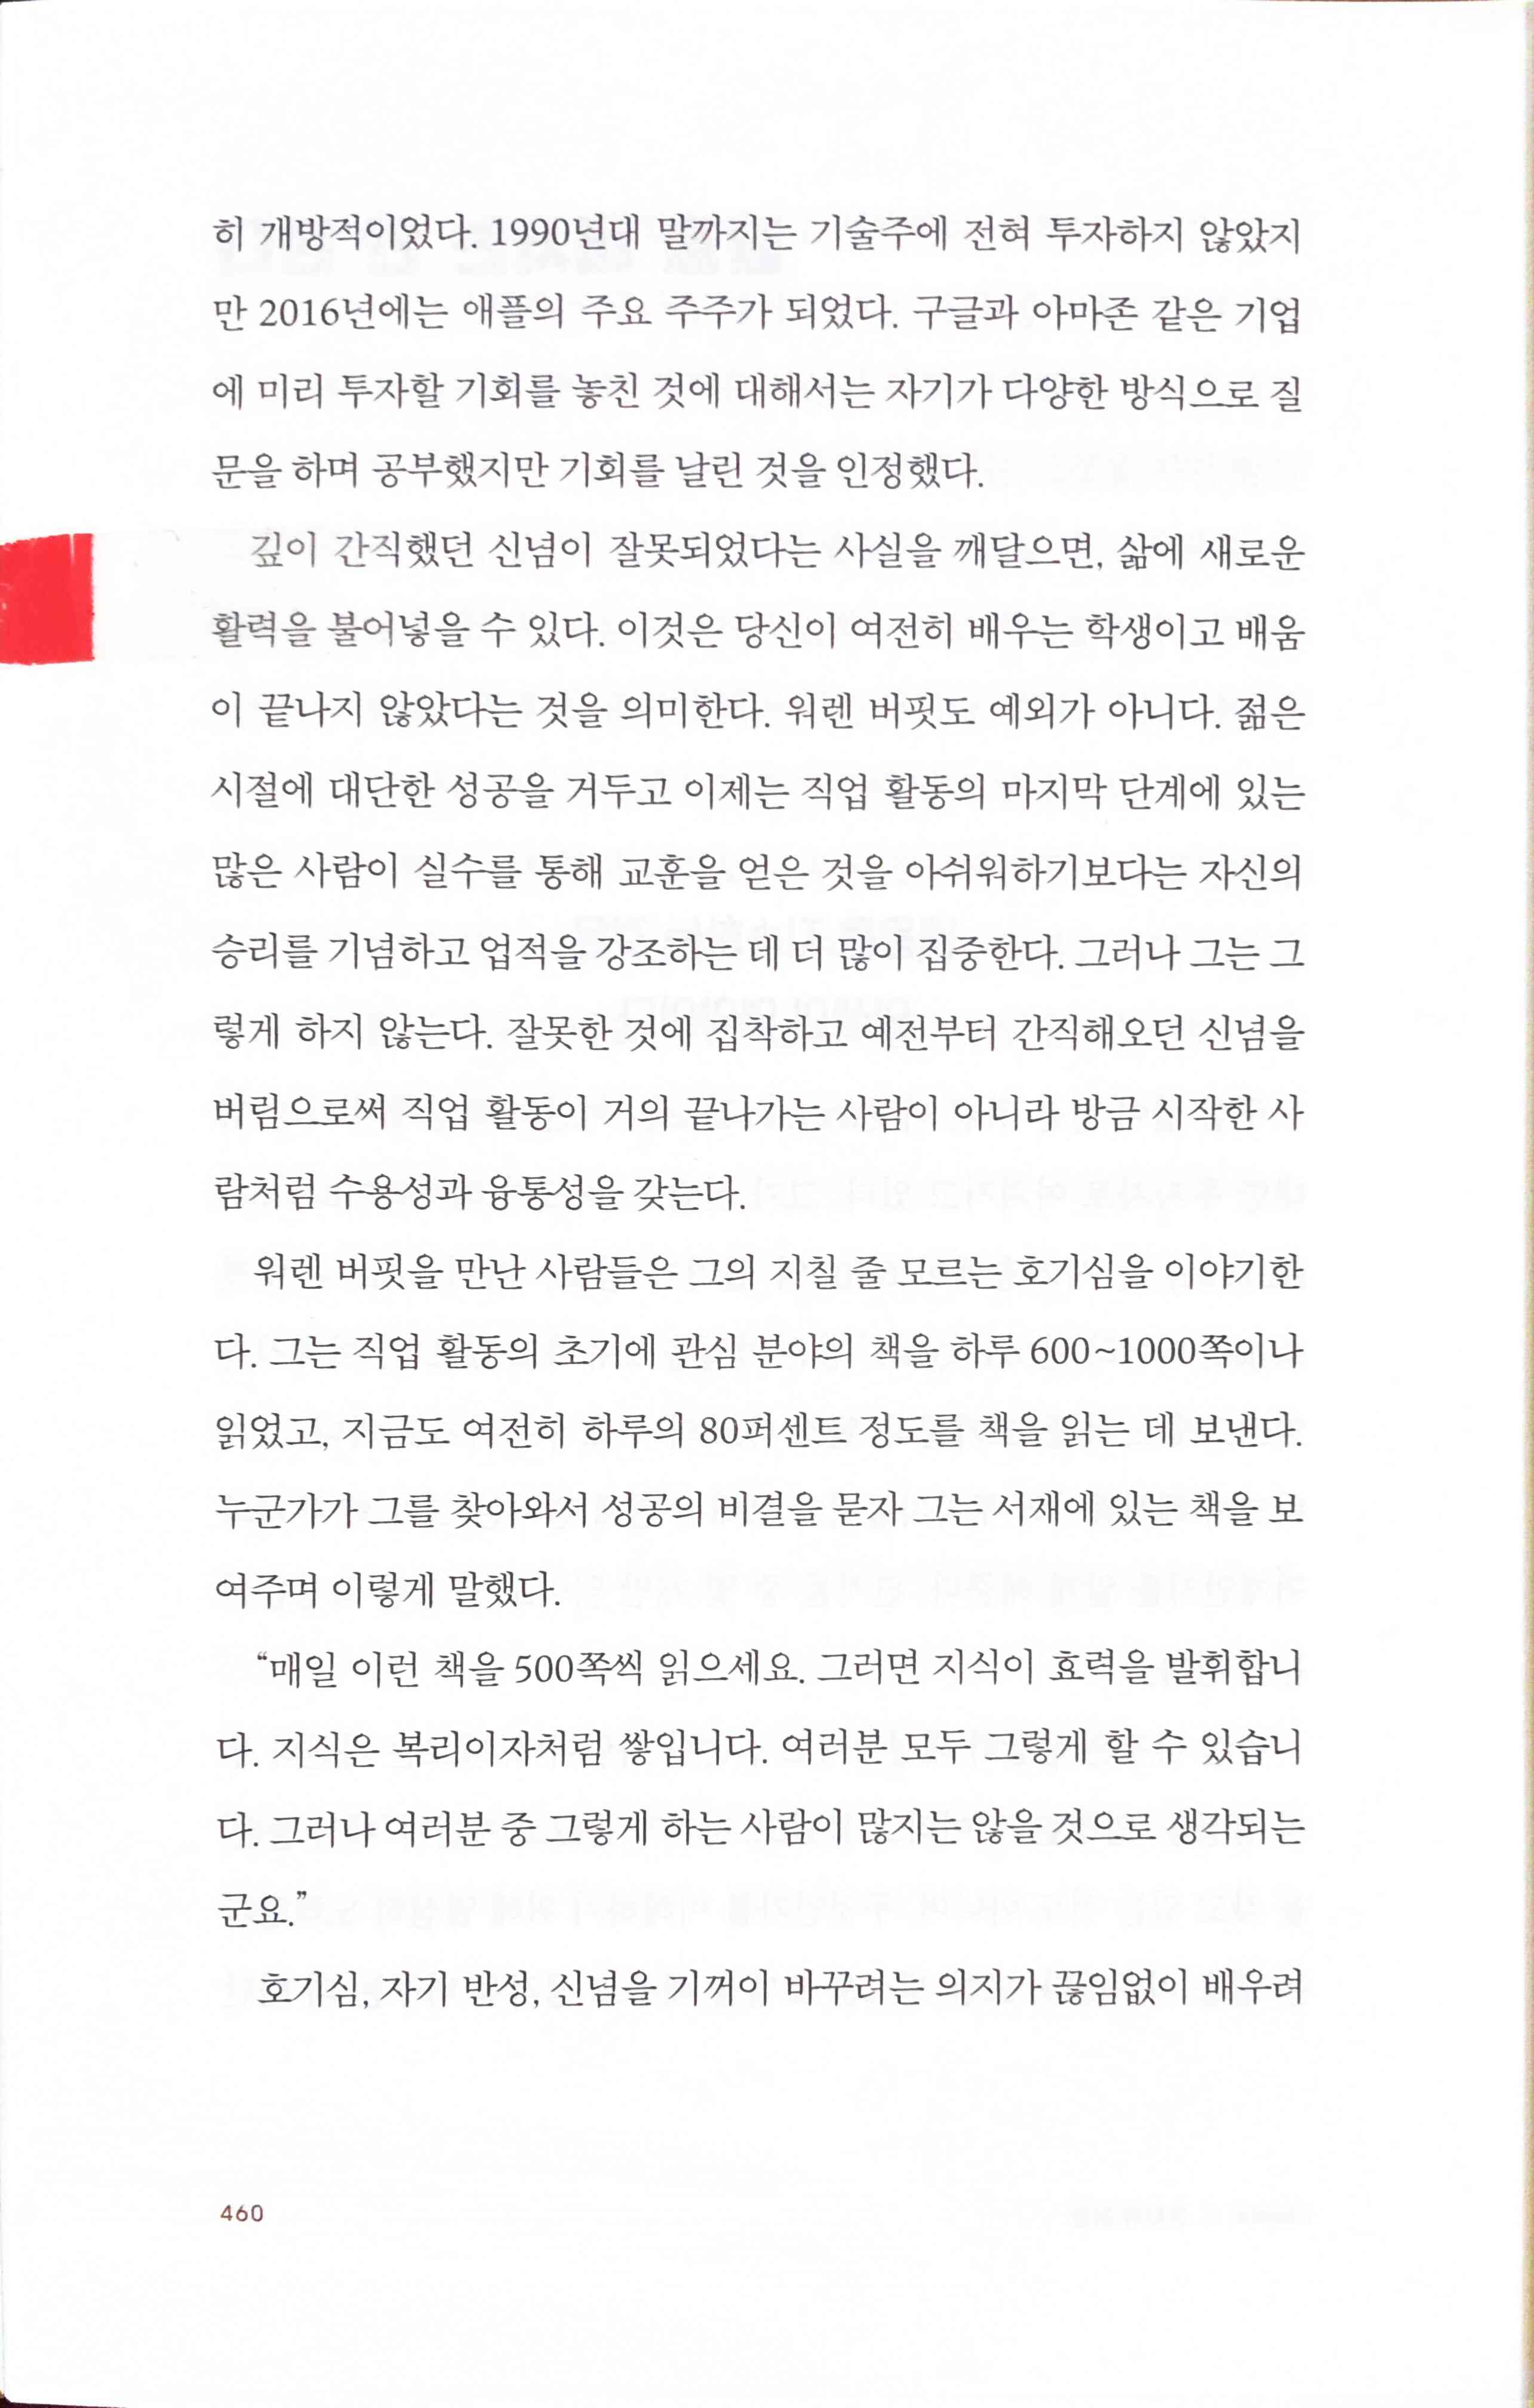 히 개방적이었다. 1990년대 말까지는 기술주에 전혀 투자하지 않았지
만 2016년에는 애플의 주요 주주가 되었다. 구글과 아마존 같은 기업
에 미리 투자할 기회를 놓친 것에 대해서는 자기가 다양한 방식으로 질
문을 하며 공부했지만 기회를 날린 것을 인정했다.
깊이 간직했던 신념이 잘못되었다는 사실을 깨달으면, 삶에 새로운
활력을 불어넣을 수 있다. 이것은 당신이 여전히 배우는 학생이고 배움
이 끝나지 않았다는 것을 의미한다. 워렌 버핏도 예외가 아니다. 젊은
시절에 대단한 성공을 거두고 이제는 직업 활동의 마지막 단계에 있는
많은 사람이 실수를 통해 교훈을 얻은 것을 아쉬워하기보다는 자신의
승리를 기념하고 업적을 강조하는 데 더 많이 집중한다. 그러나 그는 그
렇게 하지 않는다. 잘못한 것에 집착하고 예전부터 간직해오던 신념을
버림으로써 직업 활동이 거의 끝나가는 사람이 아니라 방금 시작한 사
람처럼 수용성과 융통성을 갖는다.
워렌 버핏을 만난 사람들은 그의 지칠 줄 모르는 호기심을 이야기한
다. 그는 직업 활동의 초기에 관심 분야의 책을 하루 600~1000쪽이나
읽었고, 지금도 여전히 하루의 80퍼센트 정도를 책을 읽는 데 보낸다.
누군가가 그를 찾아와서 성공의 비결을 묻자 그는 서재에 있는 책을 보
여주며 이렇게 말했다.
“매일 이런 책을 500쪽씩 읽으세요. 그러면 지식이 효력을 발휘합니
다. 지식은 복리이자처럼 쌓입니다. 여러분 모두 그렇게 할 수 있습니
다. 그러나 여러분 중 그렇게 하는 사람이 많지는 않을 것으로 생각되는
군요.”
호기심, 자기 반성, 신념을 기꺼이 바꾸려는 의지가 끊임없이 배우려
460